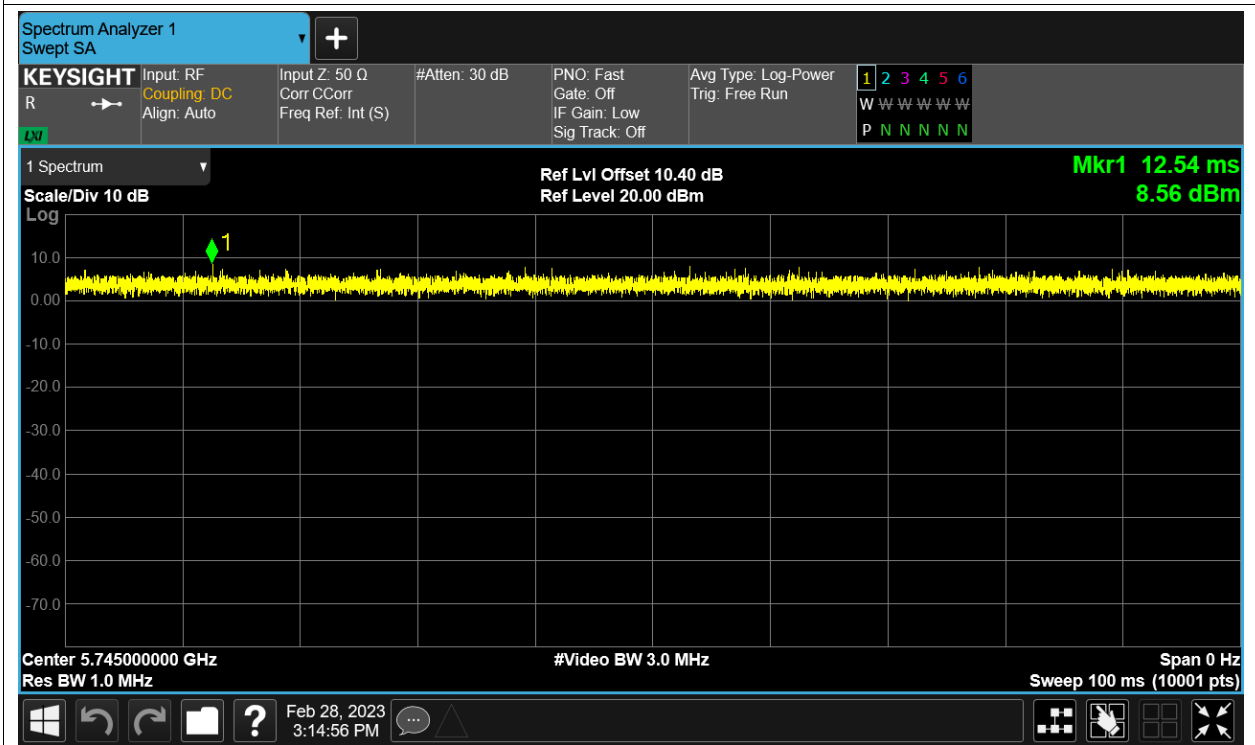 Spectrum Analyzer 1
Swept SA
KEYSIGHT
R
LXI
Input: RF
Coupling: DC
Align: Auto
Input Z: 50 Ω
Corr CCorr
Freq Ref: Int (S)
#Atten: 30 dB
PNO: Fast
Gate: Off
IF Gain: Low
Sig Track: Off
Avg Type: Log-Power
Trig: Free Run
1 2 3 4 5 6
W W W W W W
P N N N N N
1 Spectrum
Scale/Div 10 dB
Log
Ref Lvl Offset 10.40 dB
Ref Level 20.00 dBm
Mkr1 12.54 ms
8.56 dBm
1
10.0
0.00
-10.0
-20.0
-30.0
-40.0
-50.0
-60.0
-70.0
Center 5.745000000 GHz
Res BW 1.0 MHz
#Video BW 3.0 MHz
Span 0 Hz
Sweep 100 ms (10001 pts)
?
Feb 28, 2023
3:14:56 PM